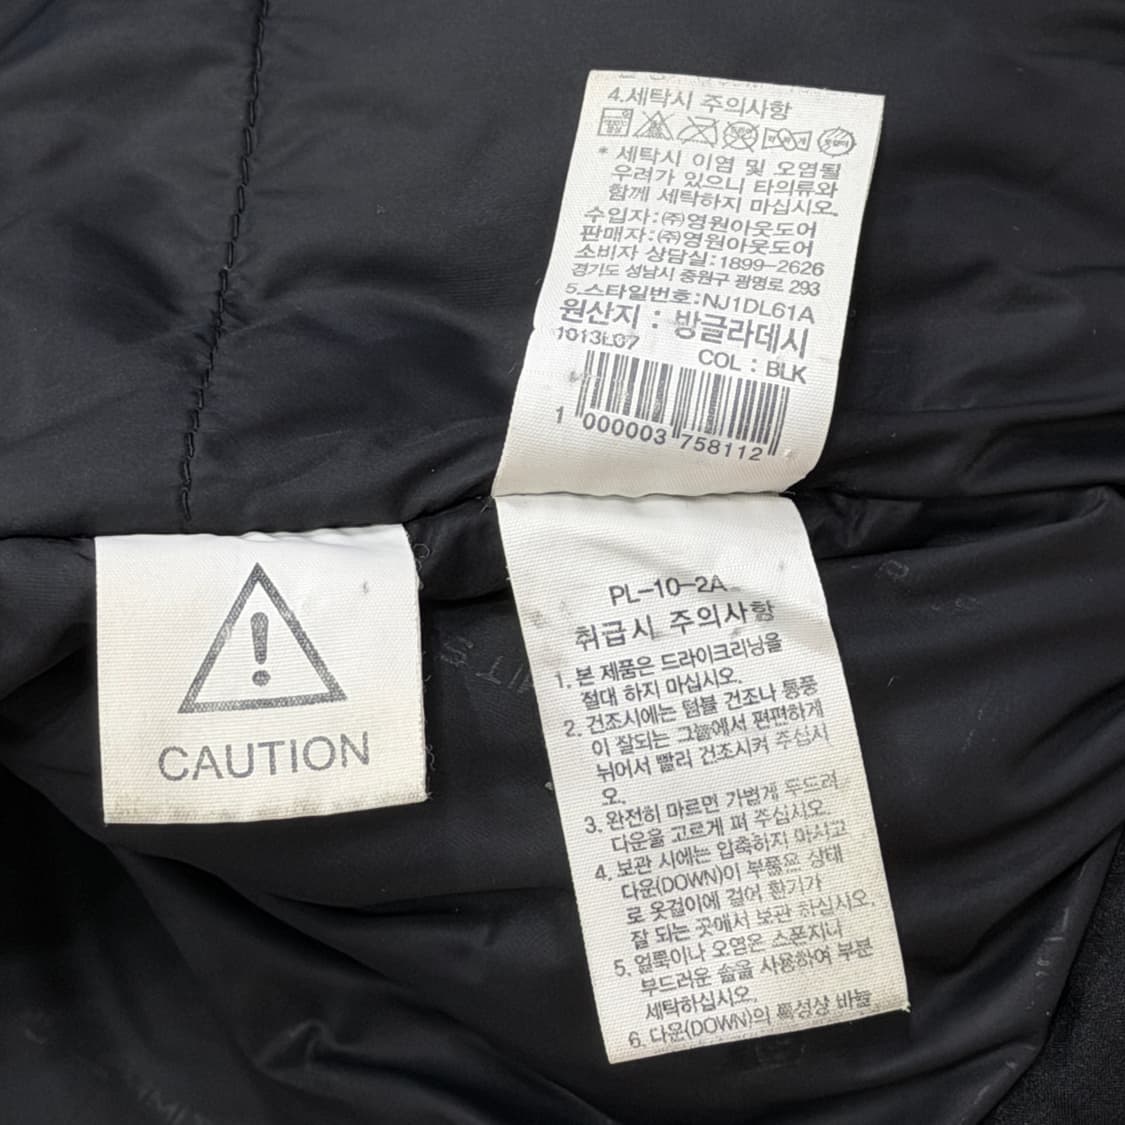 4.세탁시 주의사항
* 세탁시 이염 및 오염될
우려가 있으니 타의류와
함께 세탁하지 마십시오.
수입자:㈜영원아웃도어
판매자:㈜영원아웃도어
소비자 상담실:1899-2626
경기도 성남시 중원구 광명로 293
5.스타일번호:NJ1DL61A
원산지 : 방글라데시
1013L07
COL : BLK
1 000003 758112
CAUTION
PL-10-2A
취급시 주의사항
1. 본 제품은 드라이크리닝을
절대 하지 마십시오.
2. 건조시에는 텀블 건조나 통풍
이 잘되는 그늘에서 편편하게
뉘어서 빨리 건조시켜 주십시
오.
3. 완전히 마르면 가볍게 두드려
다운을 고르게 펴 주십시오.
4. 보관 시에는 압축하지 마시고
다운(DOWN)이 부풀은 상태
로 옷걸이에 걸어 환기가
잘 되는 곳에서 보관 하십시오.
5. 얼룩이나 오염은 스폰지나
부드러운 솔을 사용하여 부분
세탁하십시오.
6. 다운(DOWN)의 특성상 바늘